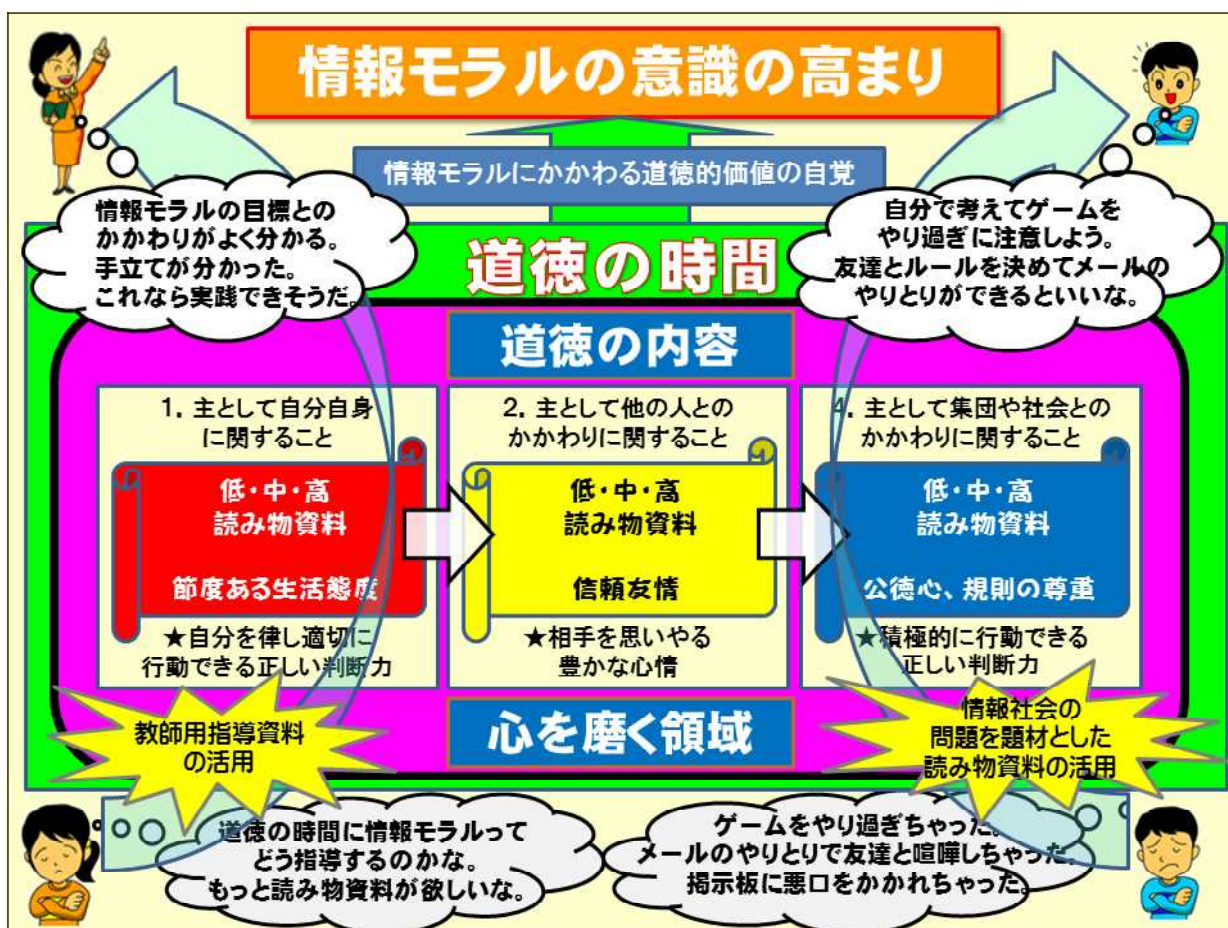 情報モラルの意識の高まり
情報モラルにかかわる道徳的価値の自覚
情報モラルの目標との
かかわりがよく分かる。
手立てが分かった。
これなら実践できそうだ。
自分で考えてゲームを
やり過ぎに注意しよう。
友達とルールを決めてメールの
やりとりができるといいな。
道徳の時間
道徳の内容
1. 主として自分自身
に関すること
低・中・高
読み物資料
節度ある生活態度
★自分を律し適切に
行動できる正しい判断力
2. 主として他の人との
かかわりに関すること
低・中・高
読み物資料
信頼友情
★相手を思いやる
豊かな心情
4. 主として集団や社会との
かかわりに関すること
低・中・高
読み物資料
公徳心、規則の尊重
★積極的に行動できる
正しい判断力
心を磨く領域
教師用指導資料
の活用
情報社会の
問題を題材とした
読み物資料の活用
道徳の時間に情報モラルって
どう指導するのかな。
もっと読み物資料が欲しいな。
ゲームをやり過ぎちゃった。
メールのやりとりで友達と喧嘩しちゃった。
掲示板に悪口をかかれちゃった。